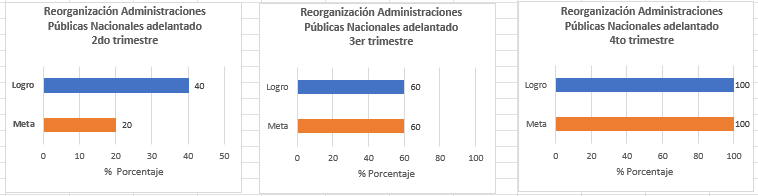 Reorganización Administraciones
Públicas Nacionales adelantado
2do trimestre
Logro
40
Meta
20
0 10 20 30 40 50
% Porcentaje
Reorganización Administraciones
Públicas Nacionales adelantado
3er trimestre
Logro
60
Meta
60
0 20 40 60 80 100
% Porcentaje
Reorganización Administraciones
Públicas Nacionales adelantado
4to trimestre
Logro
100
Meta
100
0 20 40 60 80 100
% Porcentaje